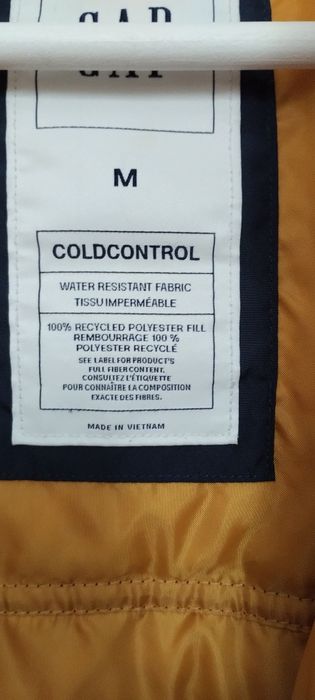 GAP
M
COLDCONTROL
WATER RESISTANT FABRIC
TISSU IMPERMÉABLE
100% RECYCLED POLYESTER FILL
REMBOURRAGE 100 %
POLYESTER RECYCLÉ
SEE LABEL FOR PRODUCT'S
FULL FIBER CONTENT.
CONSULTEZ L'ÉTIQUETTE
POUR CONNAÎTRE LA COMPOSITION
EXACTE DES FIBRES.
MADE IN VIETNAM